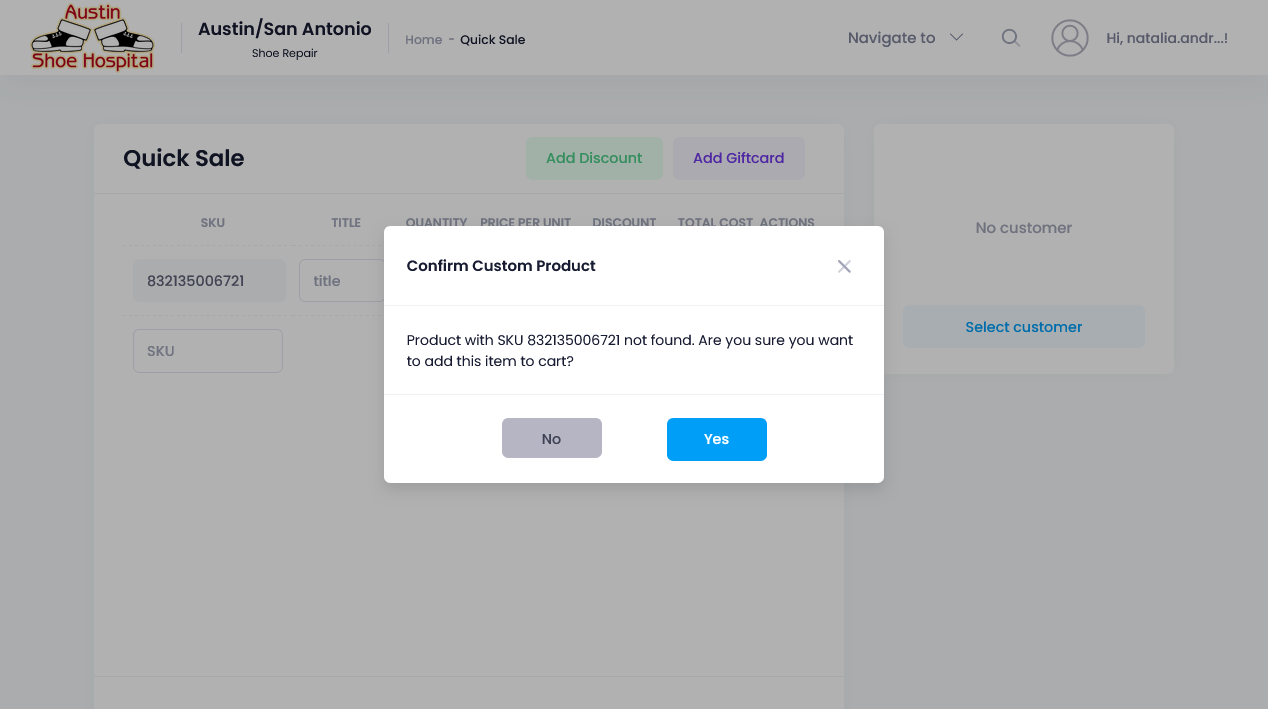 Austin
Shoe Hospital
Austin/San Antonio
Shoe Repair
Home - Quick Sale
Navigate to
Hi, natalia.andr...!
Quick Sale
Add Discount
Add Giftcard
SKU TITLE QUANTITY PRICE PER UNIT DISCOUNT TOTAL COST ACTIONS
832135006721
title
SKU
No customer
Select customer
Confirm Custom Product
Product with SKU 832135006721 not found. Are you sure you want
to add this item to cart?
No
Yes